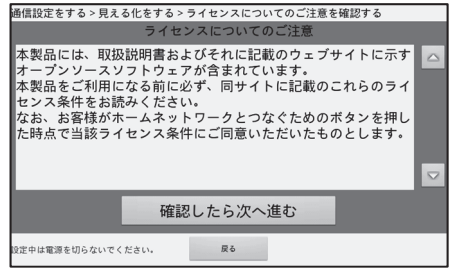 通信設定をする > 見える化をする > ライセンスについてのご注意を確認する
ライセンスについてのご注意
本製品には、取扱説明書およびそれに記載のウェブサイトに示す
オープンソースソフトウェアが含まれています。
本製品をご利用になる前に必ず、同サイトに記載のこれらのライ
センス条件をお読みください。
なお、お客様がホームネットワークとつなぐためのボタンを押し
た時点で当該ライセンス条件にご同意いただいたものとします。
確認したら次へ進む
設定中は電源を切らないでください。 戻る